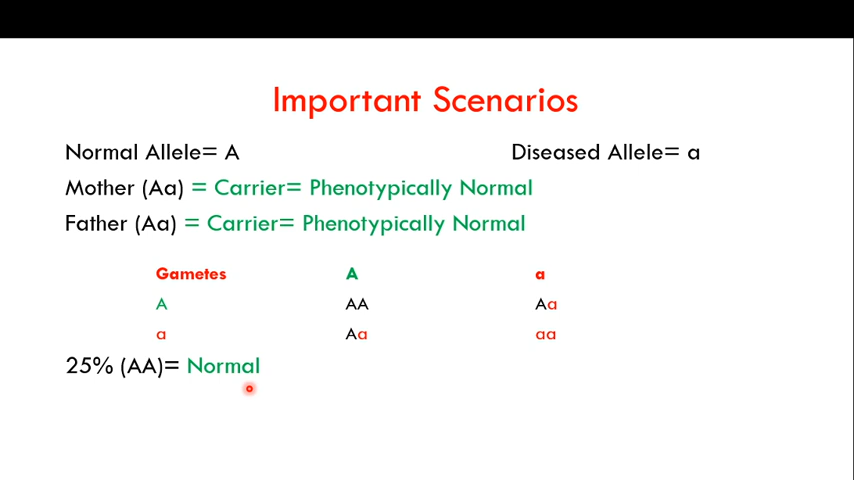 Important Scenarios
Normal Allele= A Diseased Allele= a
Mother (Aa) = Carrier= Phenotypically Normal
Father (Aa) = Carrier= Phenotypically Normal
Gametes A a
A AA Aa
a Aa aa
25% (AA)= Normal